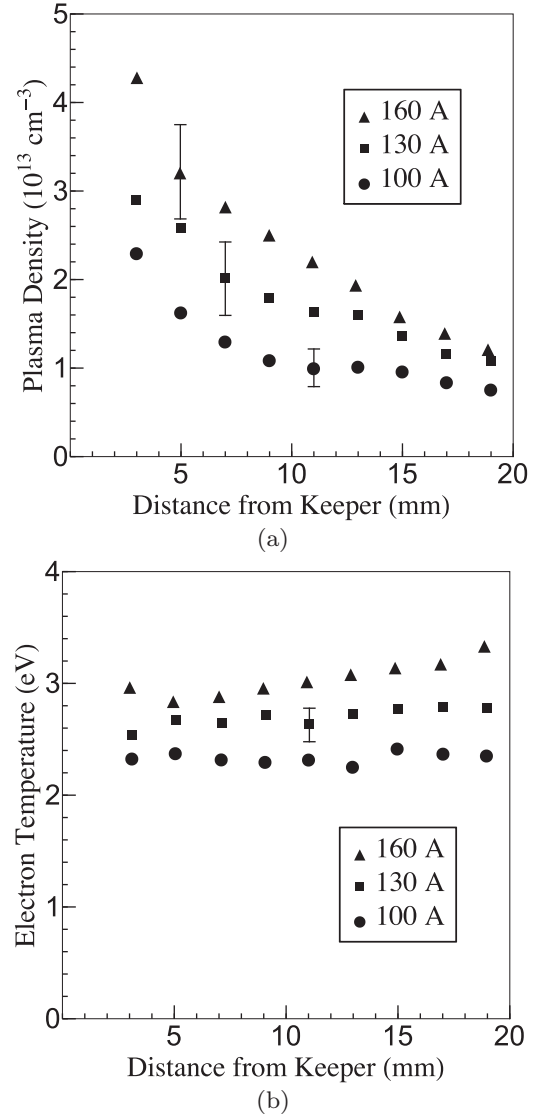 5
4
3
2
1
0
Plasma Density (10¹³ cm⁻³)
160 A
130 A
100 A
5
10
15
20
Distance from Keeper (mm)
(a)
4
3
2
1
0
Electron Temperature (eV)
160 A
130 A
100 A
5
10
15
20
Distance from Keeper (mm)
(b)